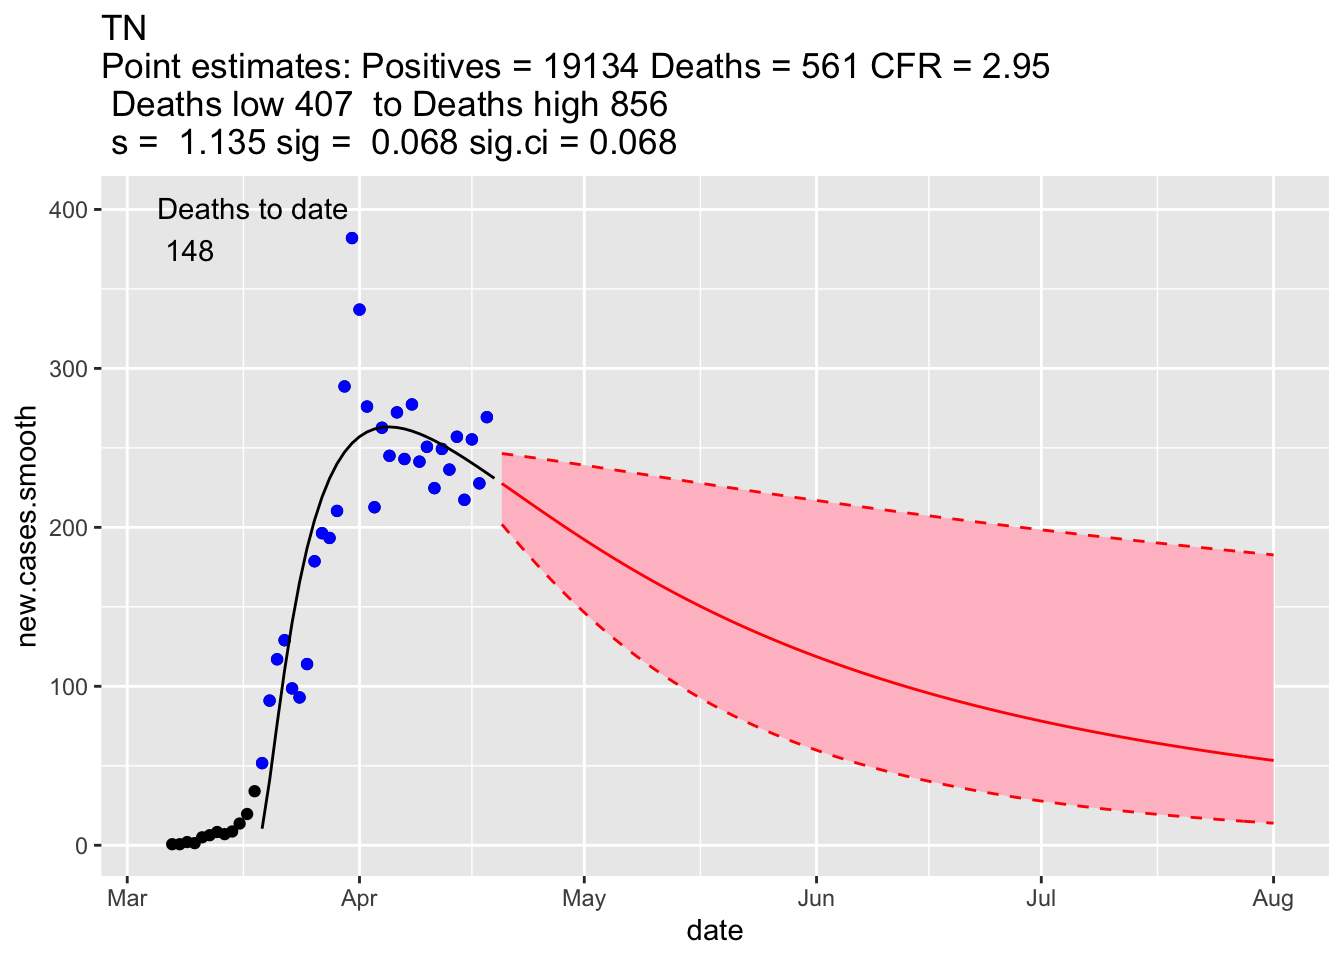 TN
Point estimates: Positives = 19134 Deaths = 561 CFR = 2.95
Deaths low 407  to Deaths high 856
s =  1.135 sig =  0.068 sig.ci = 0.068
Deaths to date
148
400
300
200
100
0
new.cases.smooth
Mar Apr May Jun Jul Aug
date